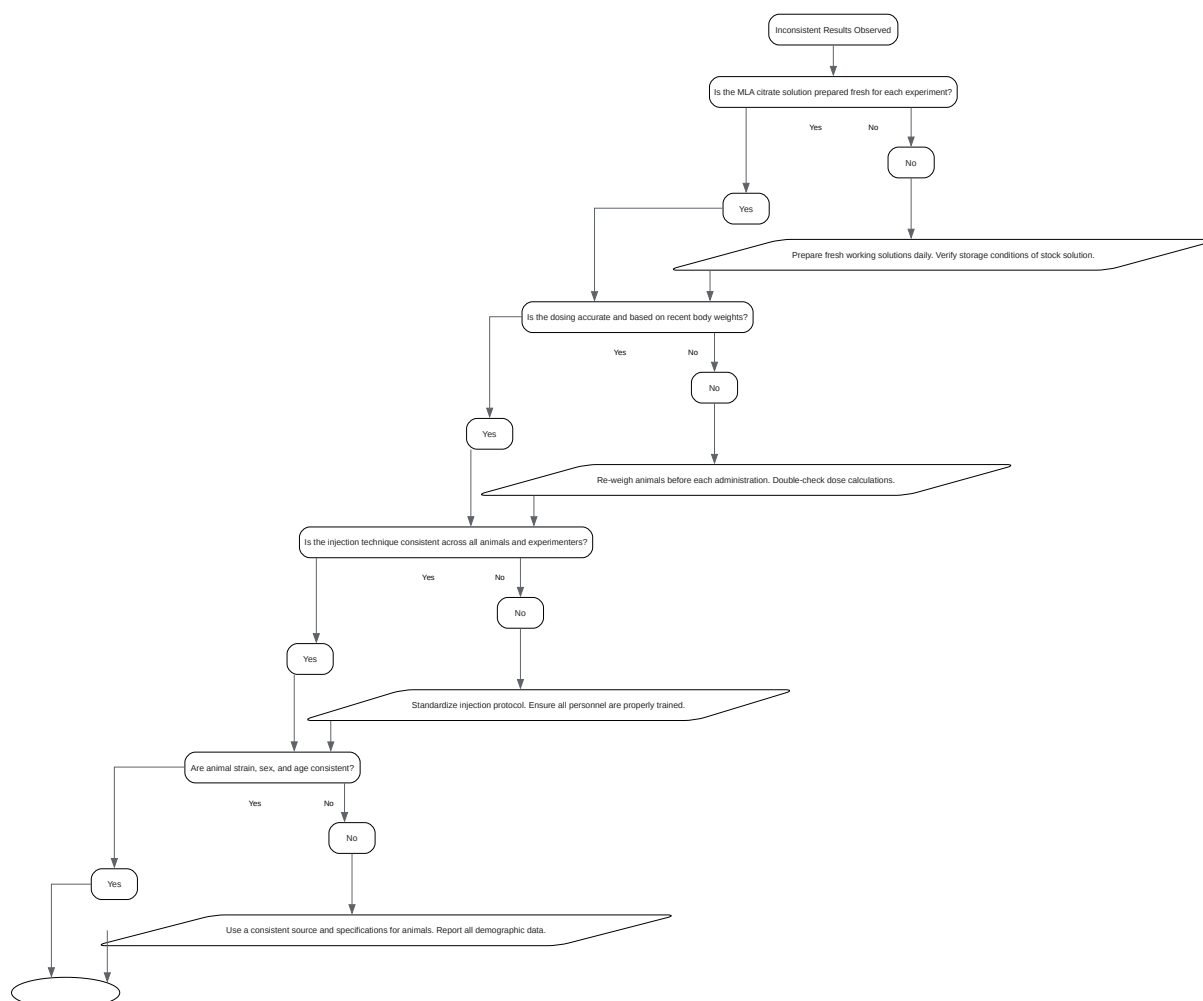 Inconsistent Results Observed
Is the MLA citrate solution prepared fresh for each experiment?
Yes
No
No
Yes
Prepare fresh working solutions daily. Verify storage conditions of stock solution.
Is the dosing accurate and based on recent body weights?
Yes
No
No
Yes
Re-weigh animals before each administration. Double-check dose calculations.
Is the injection technique consistent across all animals and experimenters?
Yes
No
No
Yes
Standardize injection protocol. Ensure all personnel are properly trained.
Are animal strain, sex, and age consistent?
Yes
No
No
Yes
Use a consistent source and specifications for animals. Report all demographic data.